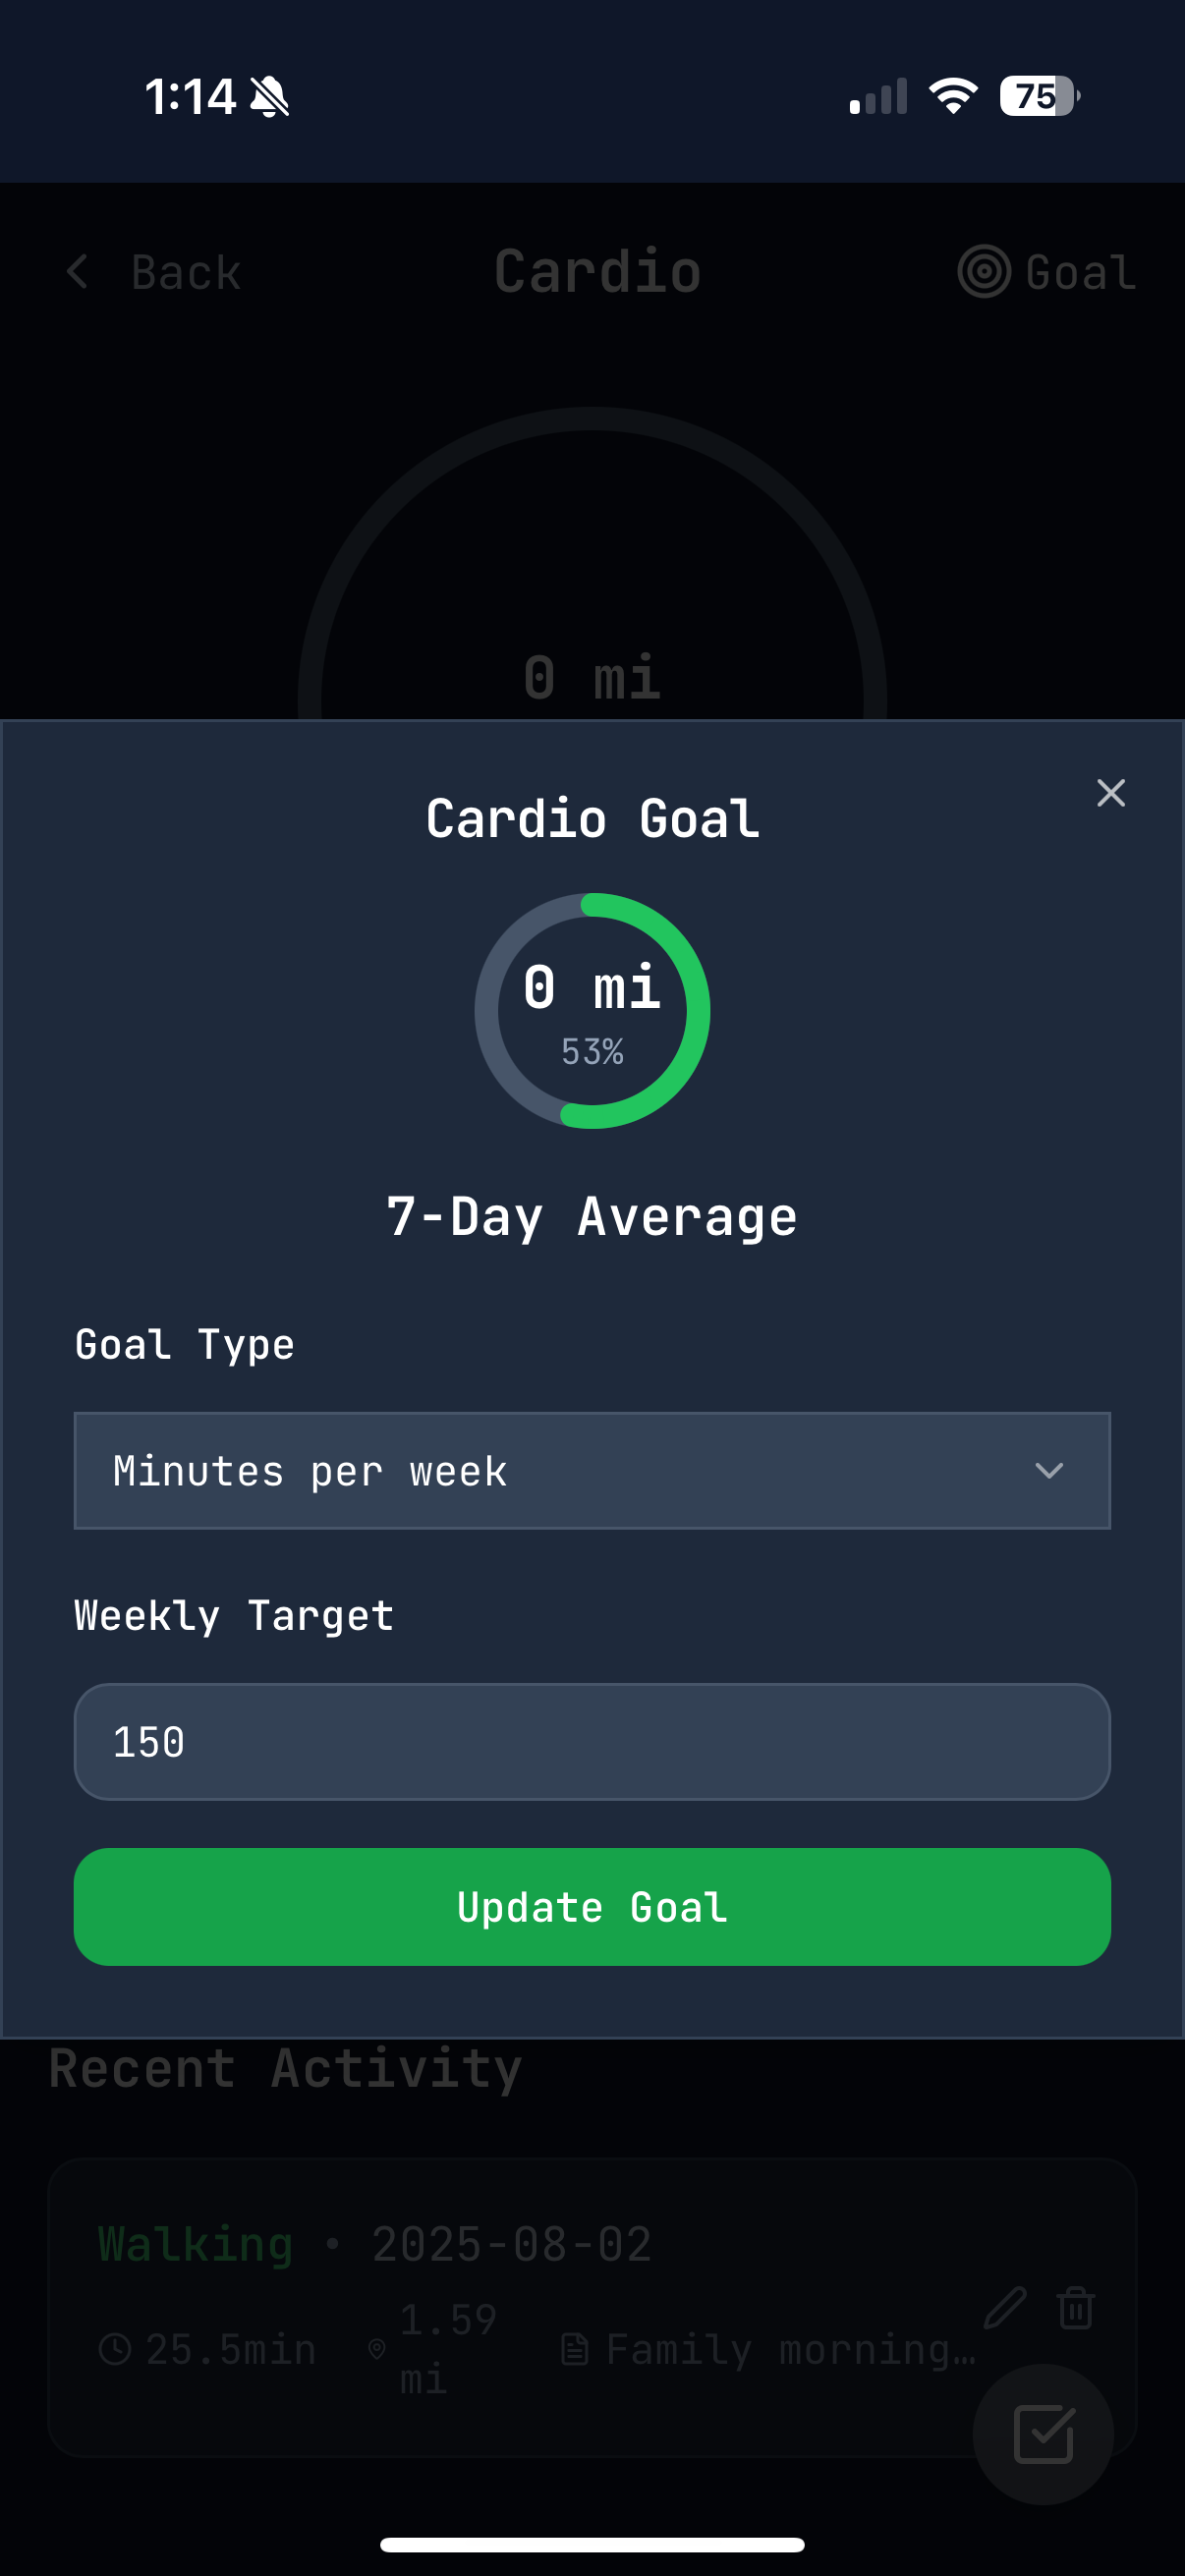 1:14
75
Back
Cardio
Goal
0 mi
Cardio Goal
0 mi
53%
7-Day Average
Goal Type
Minutes per week
Weekly Target
150
Update Goal
Recent Activity
Walking • 2025-08-02
25.5min
1.59
mi
Family morning…